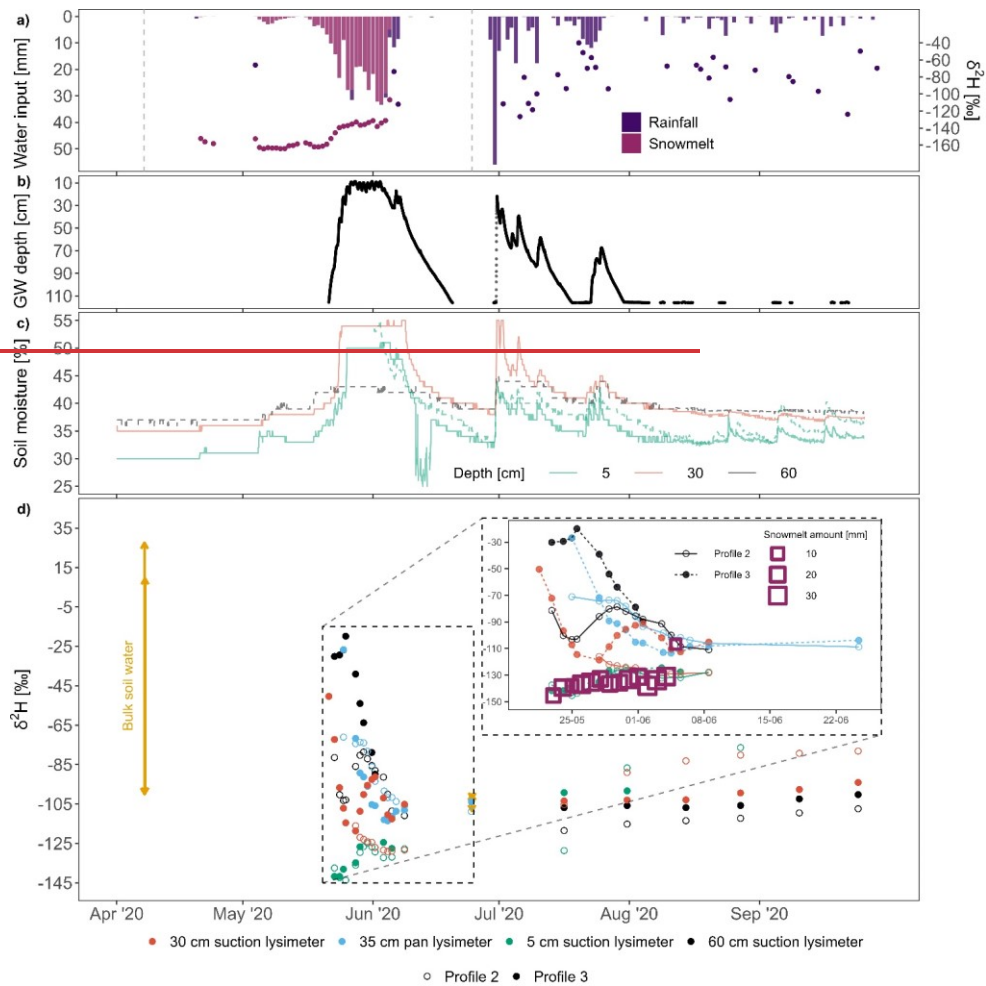 a)
0
10
20
30
40
50
Water input [mm]
-40
-60
-80
-100
-120
-140
-160
δ²H [‰]
Rainfall
Snowmelt
b)
10
30
50
70
90
110
GW depth [cm]
c)
55
50
45
40
35
30
25
Soil moisture [%]
Depth [cm] 5 30 60
d)
35
15
-5
-25
-45
-65
-85
-105
-125
-145
δ²H [‰]
Bulk soil water
-30
-50
-70
-90
-110
-130
-150
Profile 2
Profile 3
Snowmelt amount [mm]
10
20
30
25-05 01-06 08-06 15-06 22-06
Apr '20 May '20 Jun '20 Jul '20 Aug '20 Sep '20
30 cm suction lysimeter 35 cm pan lysimeter 5 cm suction lysimeter 60 cm suction lysimeter
Profile 2 Profile 3